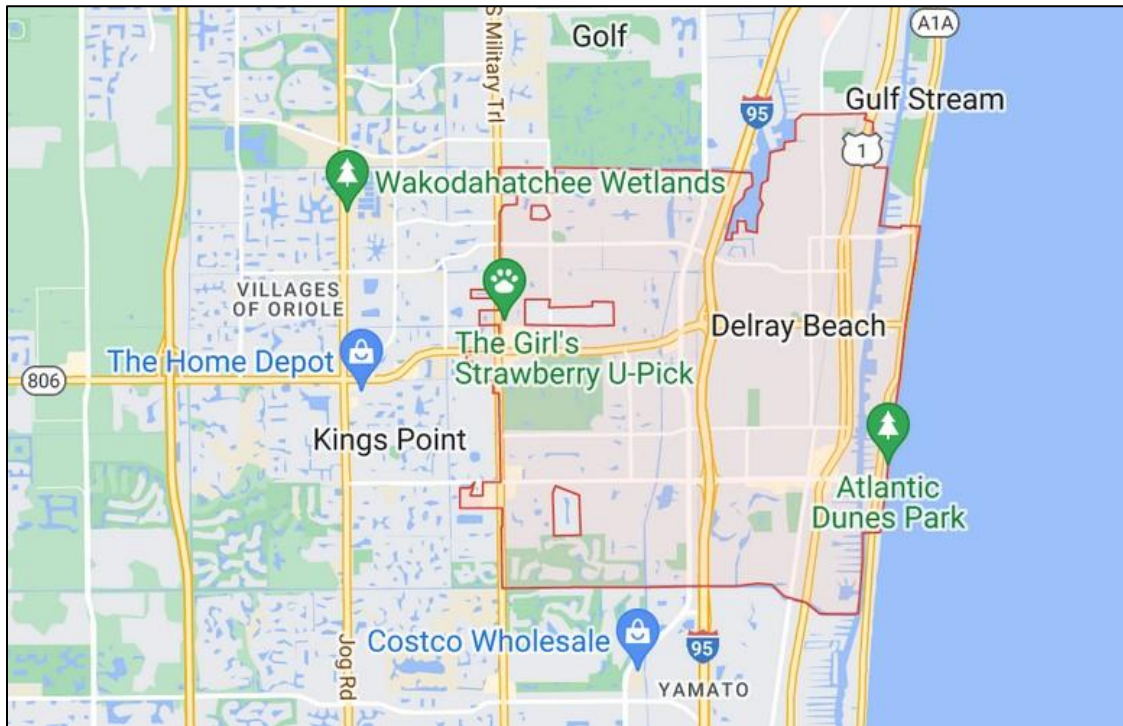 A1A
Golf
S Military Trl
95
Gulf Stream
1
Wakodahatchee Wetlands
VILLAGES
OF ORIOLE
Delray Beach
The Home Depot
The Girl's
Strawberry U-Pick
806
Kings Point
Atlantic
Dunes Park
Costco Wholesale
95
Jog Rd
YAMATO